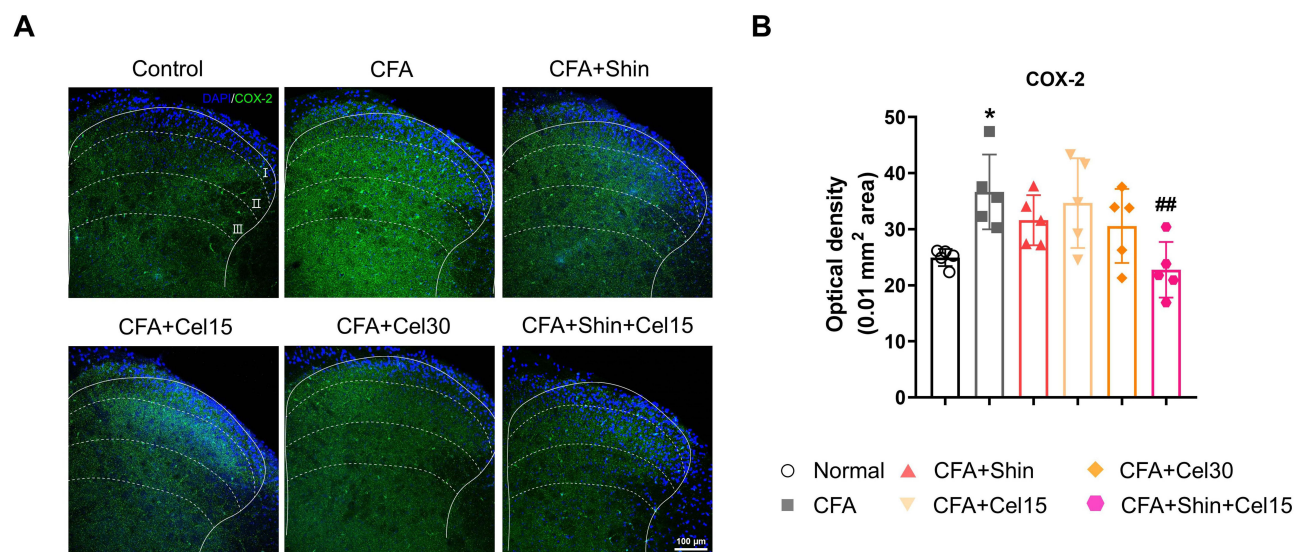 A
B
Control
CFA
CFA+Shin
DAPI/COX-2
I
II
III
CFA+Cel15
CFA+Cel30
CFA+Shin+Cel15
100 μm
COX-2
Optical density
(0.01 mm² area)
50
40
30
20
10
0
*
##
Normal
CFA+Shin
CFA+Cel30
CFA
CFA+Cel15
CFA+Shin+Cel15